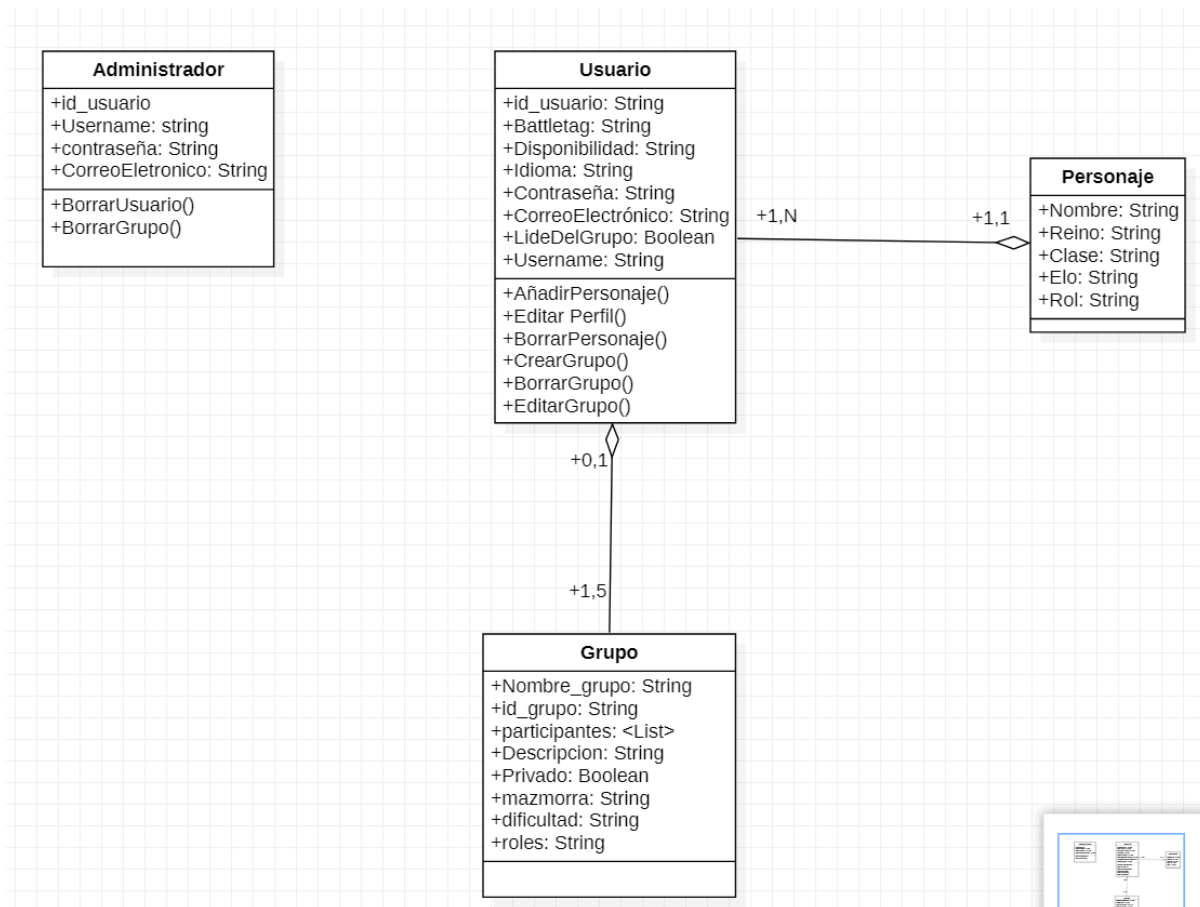 Administrador
+id_usuario
+Username: string
+contraseña: String
+CorreoEletronico: String
+BorrarUsuario()
+BorrarGrupo()
Usuario
+id_usuario: String
+Battletag: String
+Disponibilidad: String
+Idioma: String
+Contraseña: String
+CorreoElectrónico: String
+LideDelGrupo: Boolean
+Username: String
+AñadirPersonaje()
+Editar Perfil()
+BorrarPersonaje()
+CrearGrupo()
+BorrarGrupo()
+EditarGrupo()
+1,N
+1,1
Personaje
+Nombre: String
+Reino: String
+Clase: String
+Elo: String
+Rol: String
+0,1
+1,5
Grupo
+Nombre_grupo: String
+id_grupo: String
+participantes: <List>
+Descripcion: String
+Privado: Boolean
+mazmorra: String
+dificultad: String
+roles: String